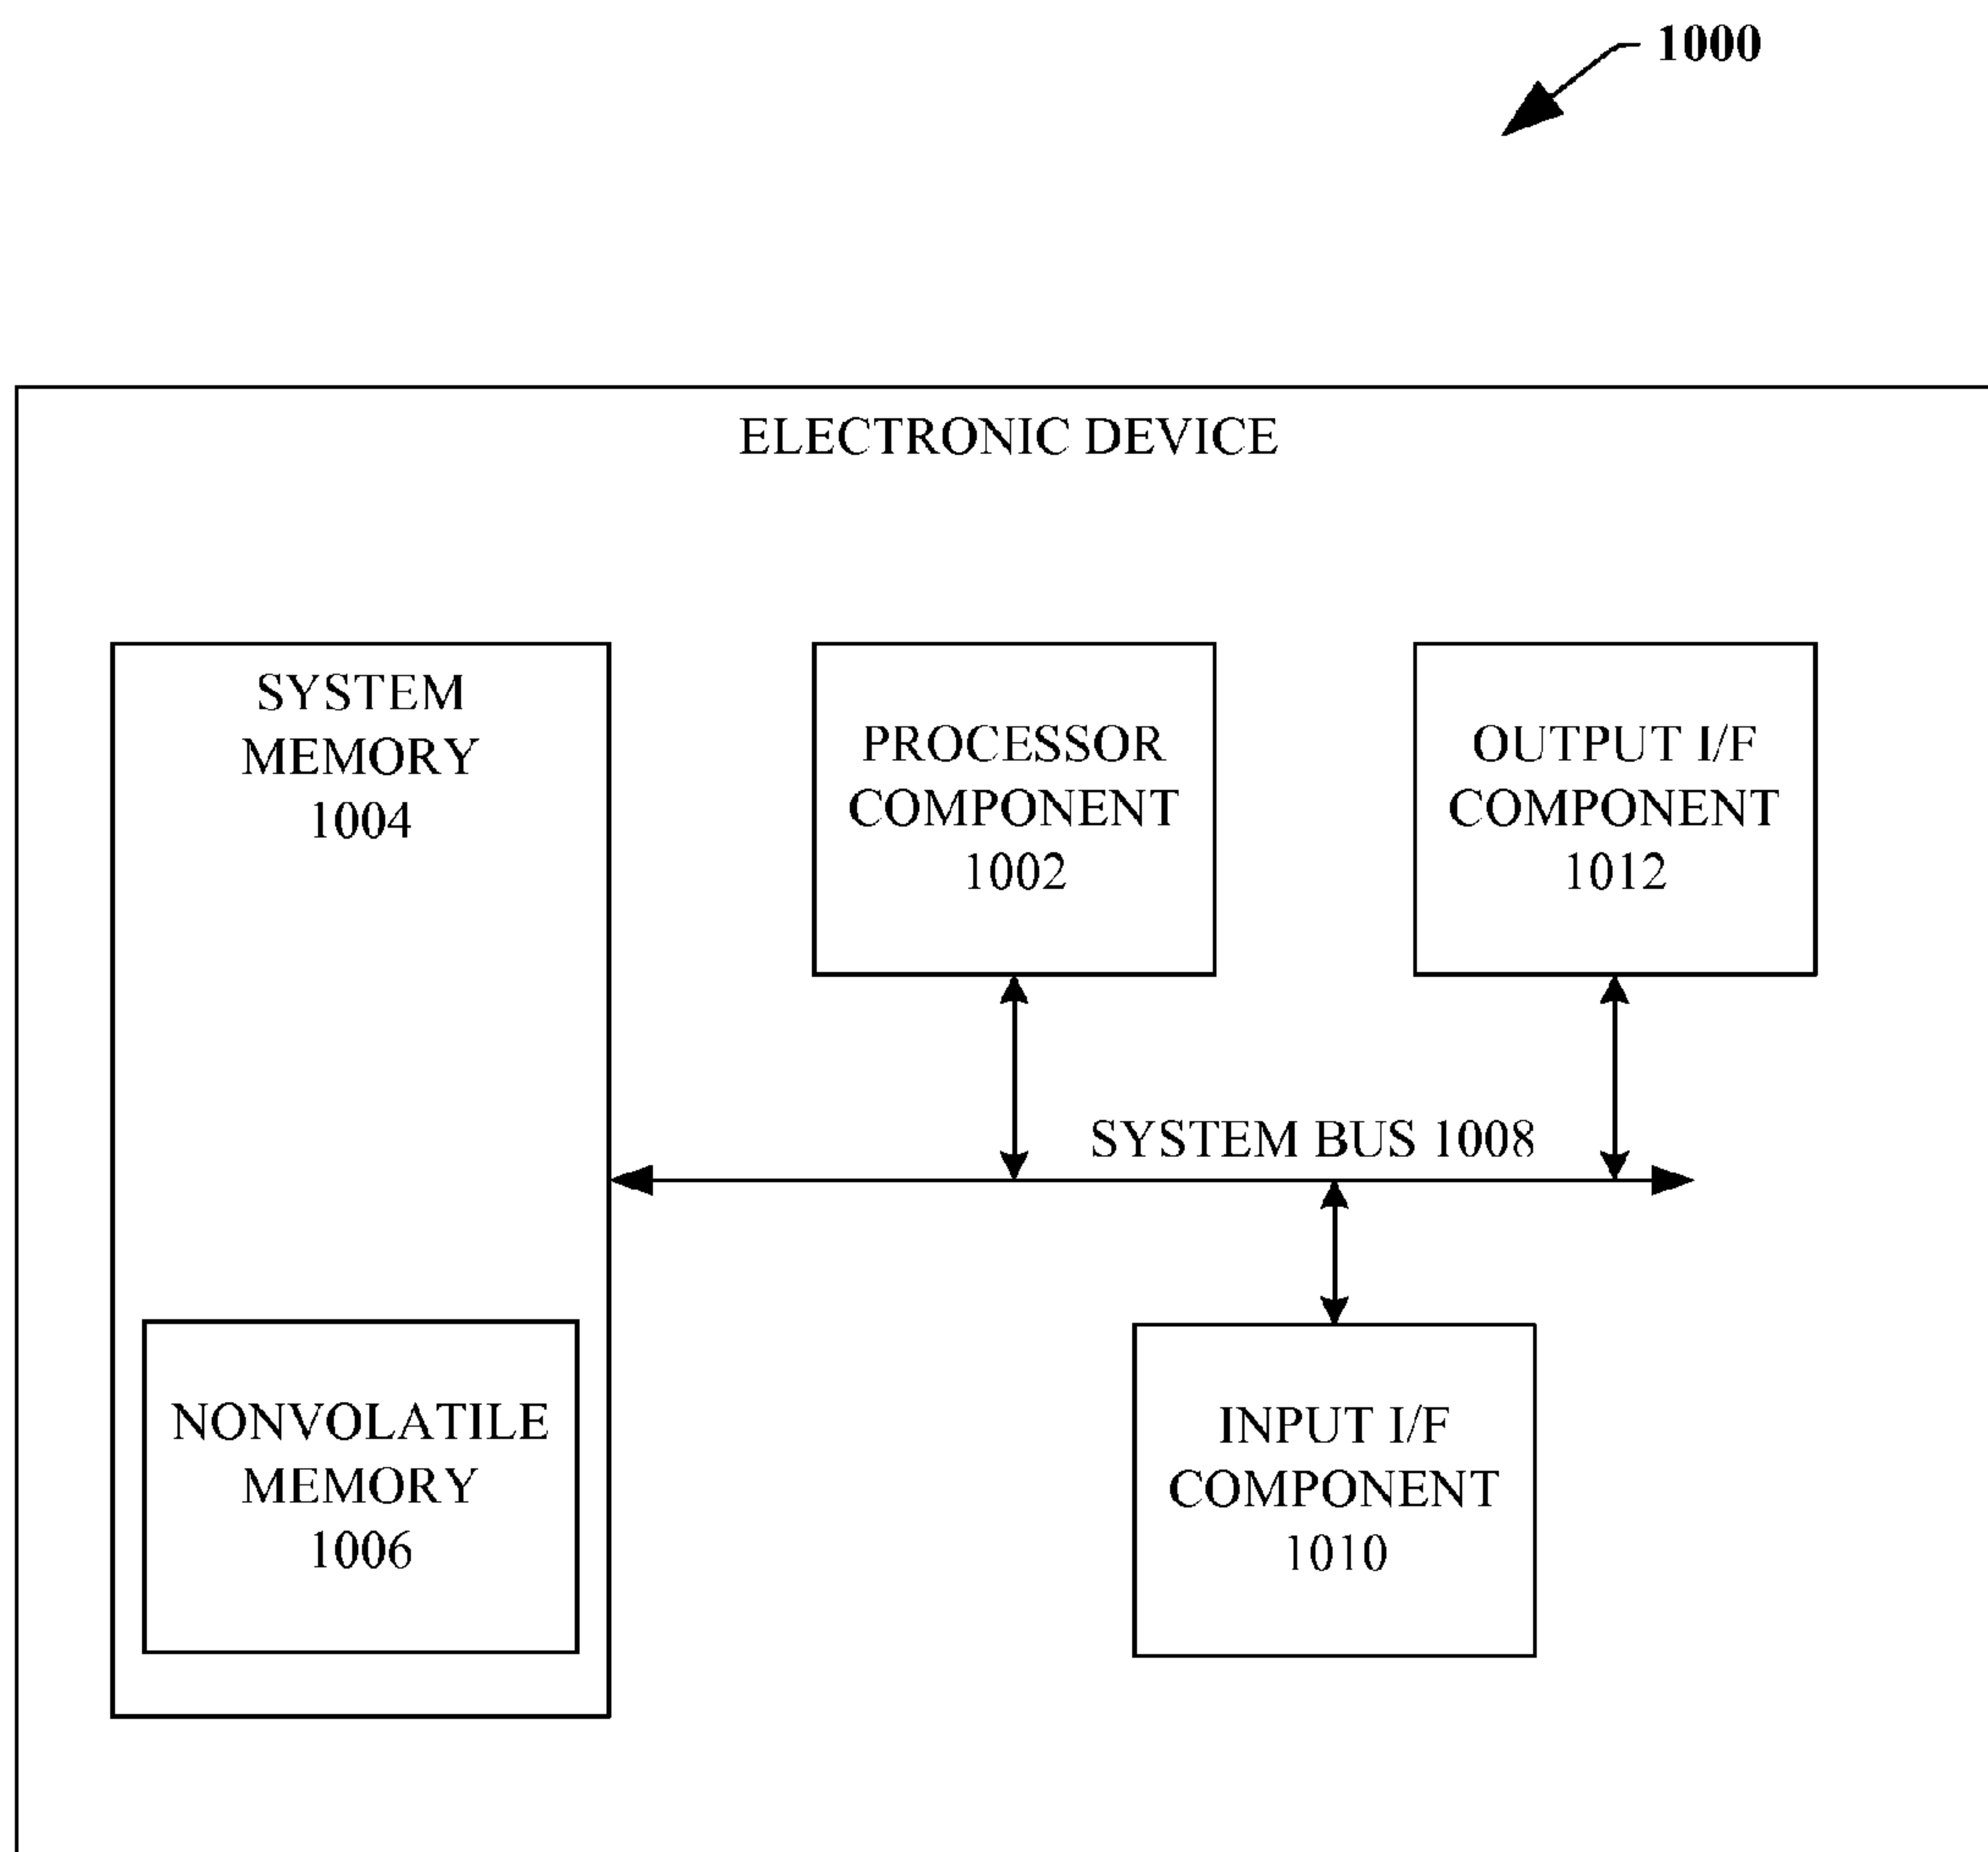 1000
ELECTRONIC DEVICE
SYSTEM
MEMORY
1004
PROCESSOR
COMPONENT
1002
OUTPUT I/F
COMPONENT
1012
SYSTEM BUS 1008
NONVOLATILE
MEMORY
1006
INPUT I/F
COMPONENT
1010